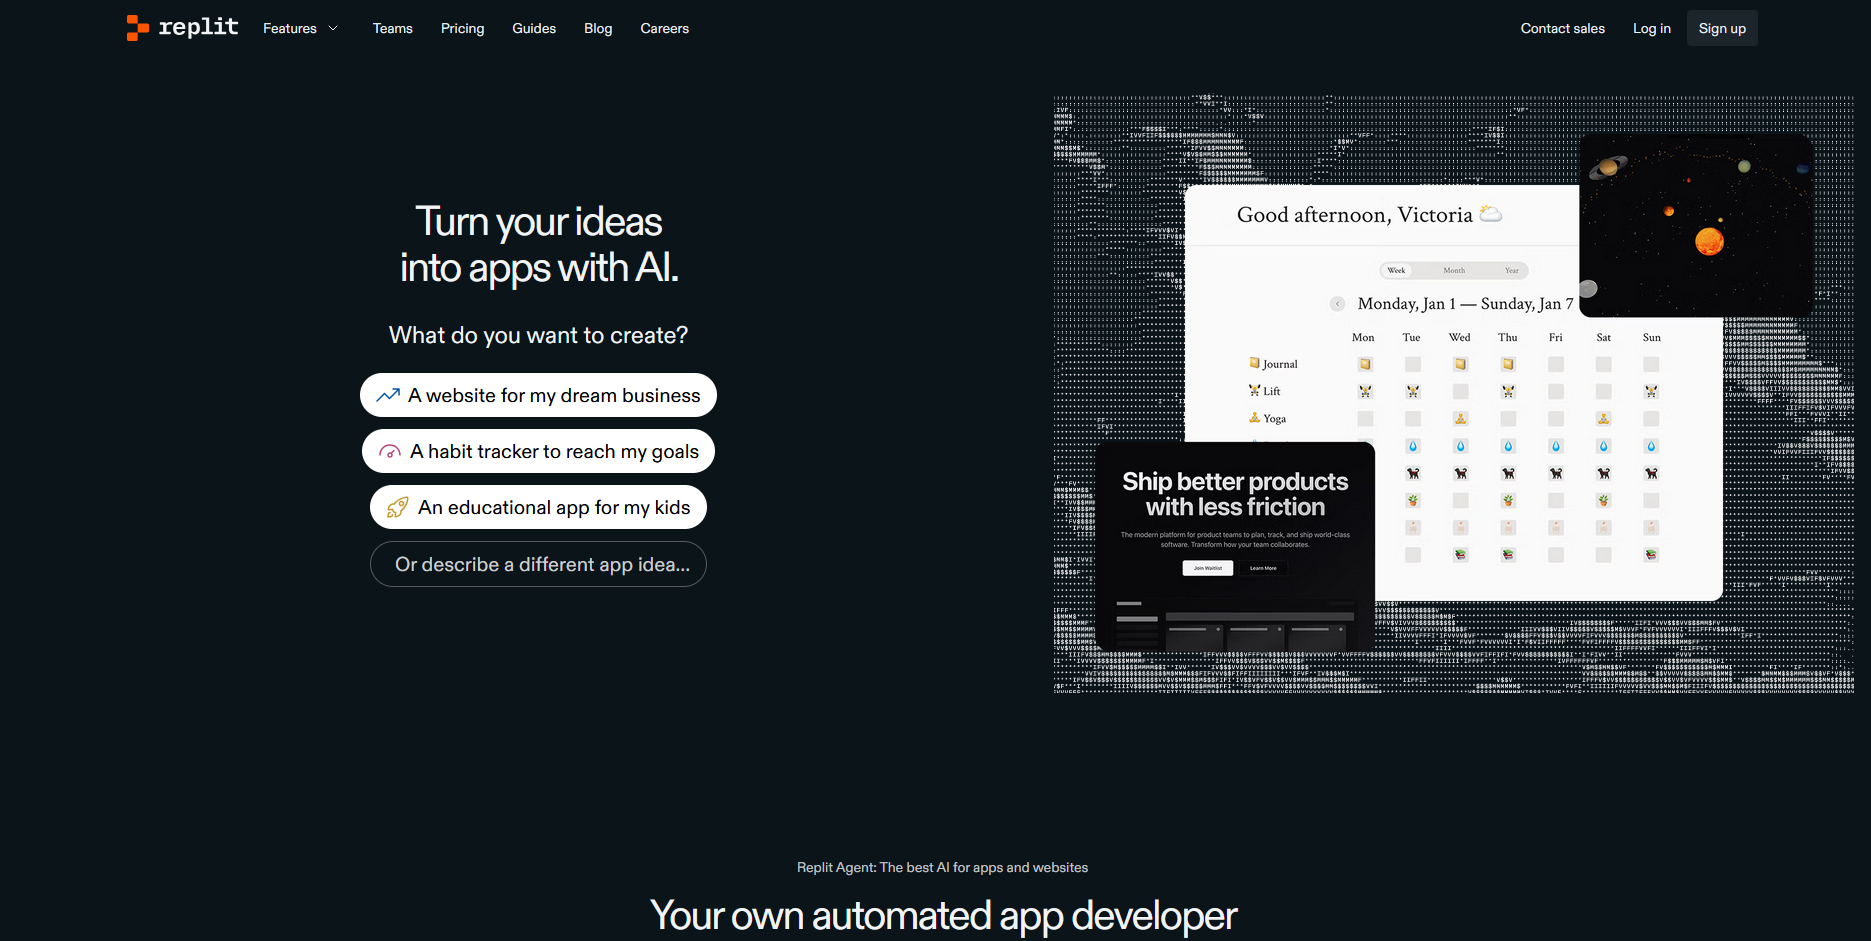 replit
Features
Teams
Pricing
Guides
Blog
Careers
Contact sales
Log in
Sign up
Turn your ideas
into apps with AI.
What do you want to create?
A website for my dream business
A habit tracker to reach my goals
An educational app for my kids
Or describe a different app idea...
Good afternoon, Victoria
Week
Month
Year
Monday, Jan 1 — Sunday, Jan 7
Mon Tue Wed Thu Fri Sat Sun
Journal
Lift
Yoga
Ship better products
with less friction
The modern platform for product teams to plan, track, and ship world-class
software. Transform how your team collaborates.
Join Waitlist
Learn More
Replit Agent: The best AI for apps and websites
Your own automated app developer